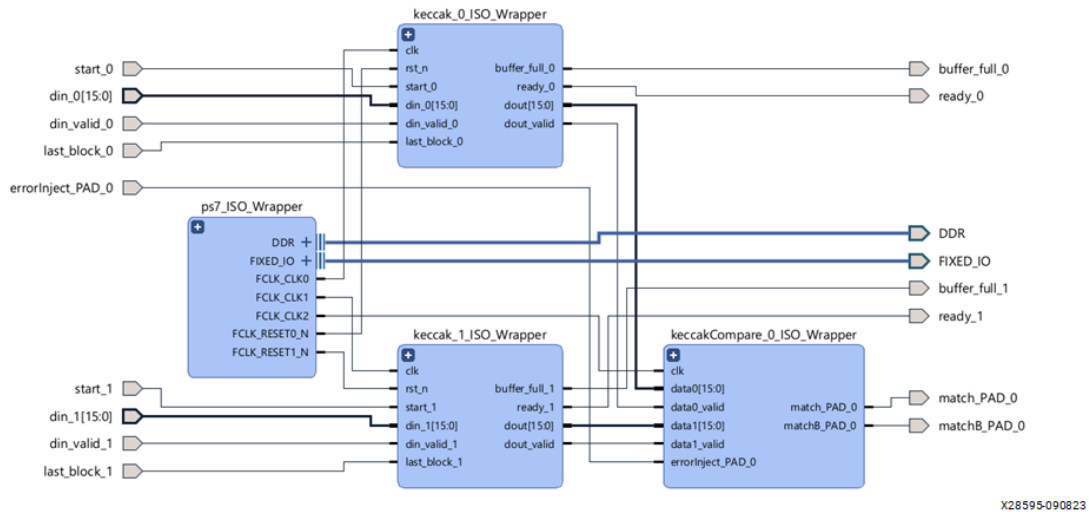 keccak_0_ISO_Wrapper
clk
rst_n
start_0
din_0[15:0]
din_valid_0
last_block_0
buffer_full_0
ready_0
dout[15:0]
dout_valid
start_0
din_0[15:0]
din_valid_0
last_block_0
errorInject_PAD_0
buffer_full_0
ready_0
ps7_ISO_Wrapper
DDR
FIXED_IO
FCLK_CLK0
FCLK_CLK1
FCLK_CLK2
FCLK_RESET0_N
FCLK_RESET1_N
DDR
FIXED_IO
buffer_full_1
ready_1
keccak_1_ISO_Wrapper
clk
rst_n
start_1
din_1[15:0]
din_valid_1
last_block_1
buffer_full_1
ready_1
dout[15:0]
dout_valid
start_1
din_1[15:0]
din_valid_1
last_block_1
keccakCompare_0_ISO_Wrapper
clk
data0[15:0]
data0_valid
data1[15:0]
data1_valid
errorInject_PAD_0
match_PAD_0
matchB_PAD_0
match_PAD_0
matchB_PAD_0
X28595-090823